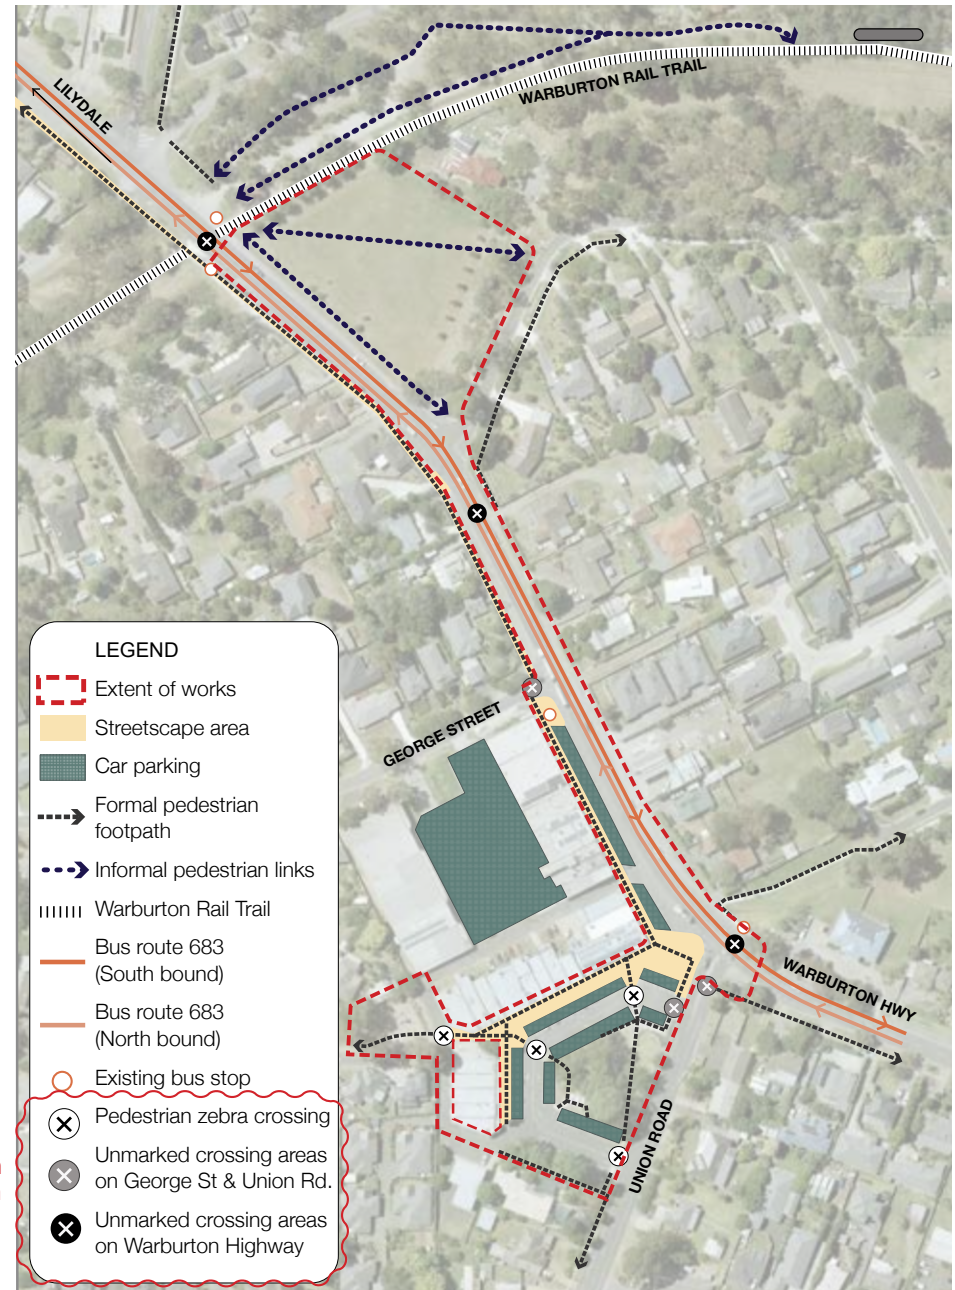 LILYDALE
WARBURTON RAIL TRAIL
GEORGE STREET
WARBURTON HWY
UNION ROAD
LEGEND
Extent of works
Streetscape area
Car parking
Formal pedestrian
footpath
Informal pedestrian links
Warburton Rail Trail
Bus route 683
(South bound)
Bus route 683
(North bound)
Existing bus stop
Pedestrian zebra crossing
Unmarked crossing areas
on George St & Union Rd.
Unmarked crossing areas
on Warburton Highway